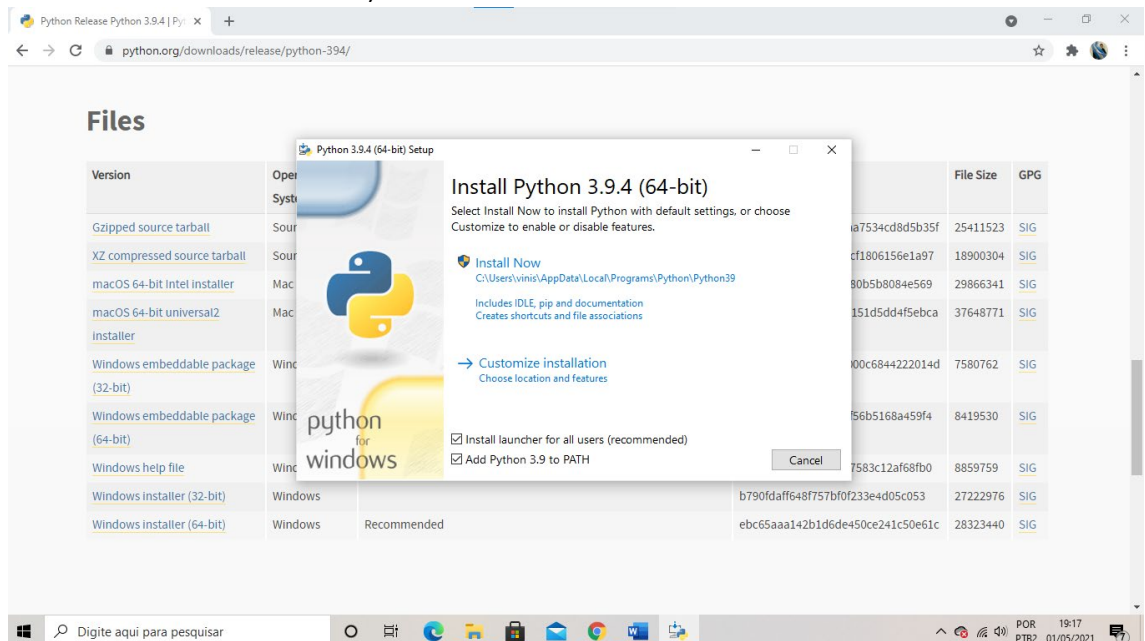 Python Release Python 3.9.4 | Pyt
python.org/downloads/release/python-394/
Files
Version
File Size
GPG
Gzipped source tarball
a7534cd8d5b35f
25411523
SIG
XZ compressed source tarball
cf1806156e1a97
18900304
SIG
macOS 64-bit Intel installer
Mac
80b5b8084e569
29866341
SIG
macOS 64-bit universal2
installer
Mac
151d5dd4f5ebca
37648771
SIG
Windows embeddable package
(32-bit)
00c6844222014d
7580762
SIG
Windows embeddable package
(64-bit)
f56b5168a459f4
8419530
SIG
Windows help file
7583c12af68fb0
8859759
SIG
Windows installer (32-bit)
Windows
b790fdaff648f757bf0f233e4d05c053
27222976
SIG
Windows installer (64-bit)
Windows
Recommended
ebc65aaa142b1d6de450ce241c50e61c
28323440
SIG
Python 3.9.4 (64-bit) Setup
Install Python 3.9.4 (64-bit)
Select Install Now to install Python with default settings, or choose
Customize to enable or disable features.
Install Now
C:\Users\vinis\AppData\Local\Programs\Python\Python39
Includes IDLE, pip and documentation
Creates shortcuts and file associations
Customize installation
Choose location and features
python
for
windows
Install launcher for all users (recommended)
Add Python 3.9 to PATH
Cancel
Digite aqui para pesquisar
POR
PTB2
19:17
01/05/2021